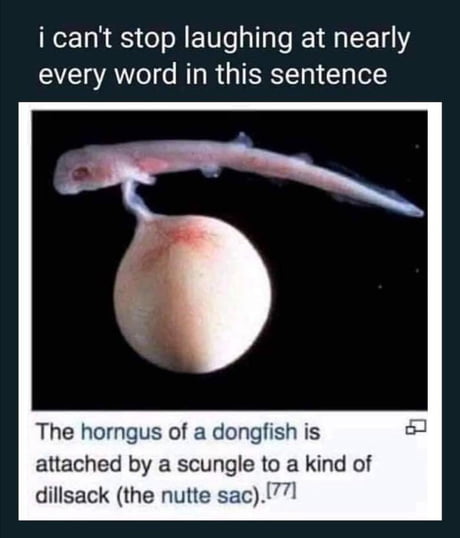 i can't stop laughing at nearly
every word in this sentence
The horngus of a dongfish is
attached by a scungle to a kind of
dillsack (the nutte sac).[77]